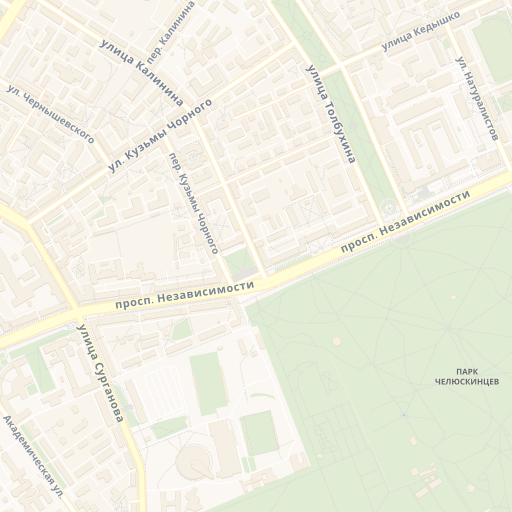 пер. Калинина
улица Калинина
улица Кедышко
ул. Натуралистов
ул. Чернышевского
ул. Кузьмы Чорного
улица Толбухина
пер. Кузьмы Чорного
просп. Независимости
просп. Независимости
улица Сурганова
ПАРК
ЧЕЛЮСКИНЦЕВ
Академическая ул.